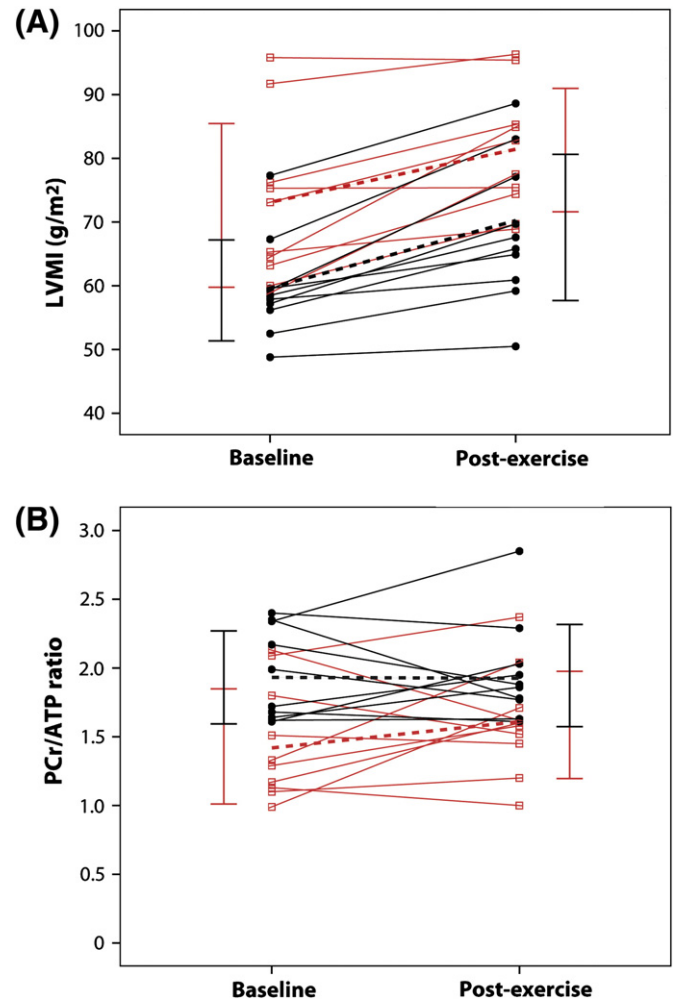 (A)
100
90
80
70
60
50
40
LVMI (g/m²)
Baseline Post-exercise
(B)
3.0
2.5
2.0
1.5
1.0
0.5
0
PCr/ATP ratio
Baseline Post-exercise